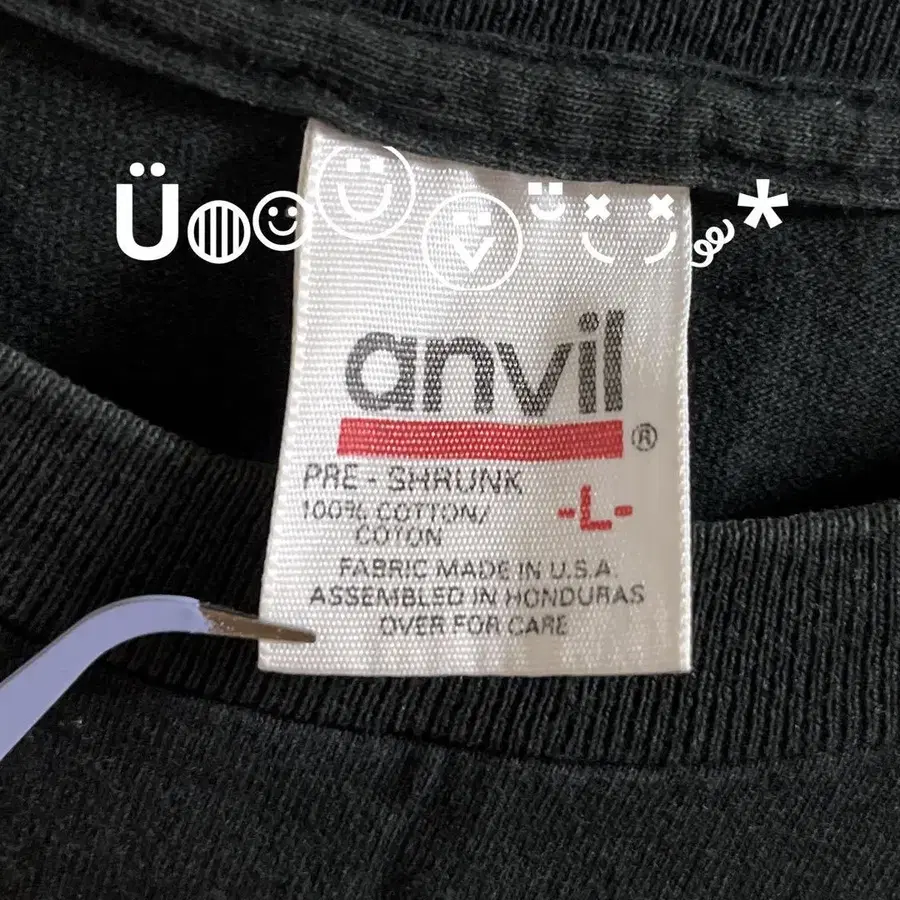 Ü
anvil®
PRE-SHRUNK
100% COTTON/
COTON
-L-
FABRIC MADE IN U.S.A
ASSEMBLED IN HONDURAS
OVER FOR CARE